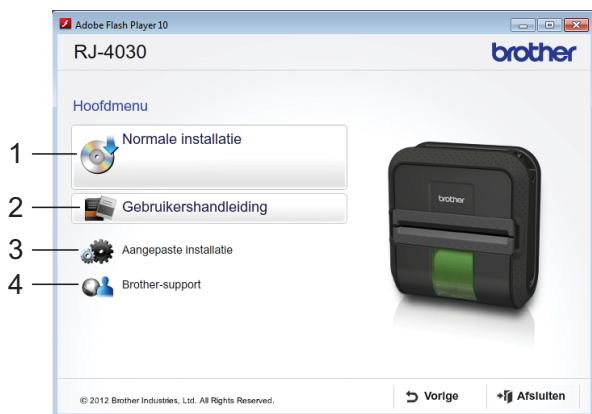 Adobe Flash Player 10
RJ-4030
brother
Hoofdmenu
1
Normale installatie
2
Gebruikershandleiding
3
Aangepaste installatie
4
Brother-support
brother
© 2012 Brother Industries, Ltd. All Rights Reserved.
Vorige
Afsluiten